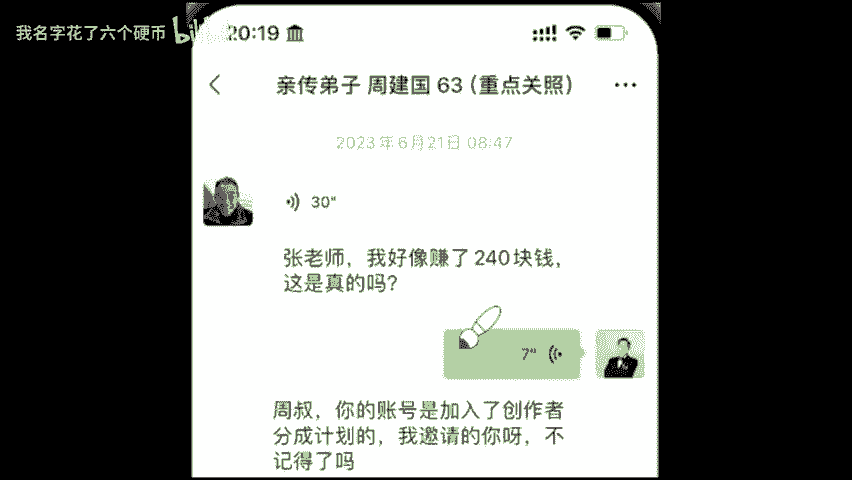 我名字花了六个硬币
20:19
亲传弟子 周建国 63（重点关照）
2023年6月21日 08:47
30"
张老师，我好像赚了240块钱，
这是真的吗？
7"
周叔，你的账号是加入了创作者
分成计划的，我邀请的你呀，不
记得了吗